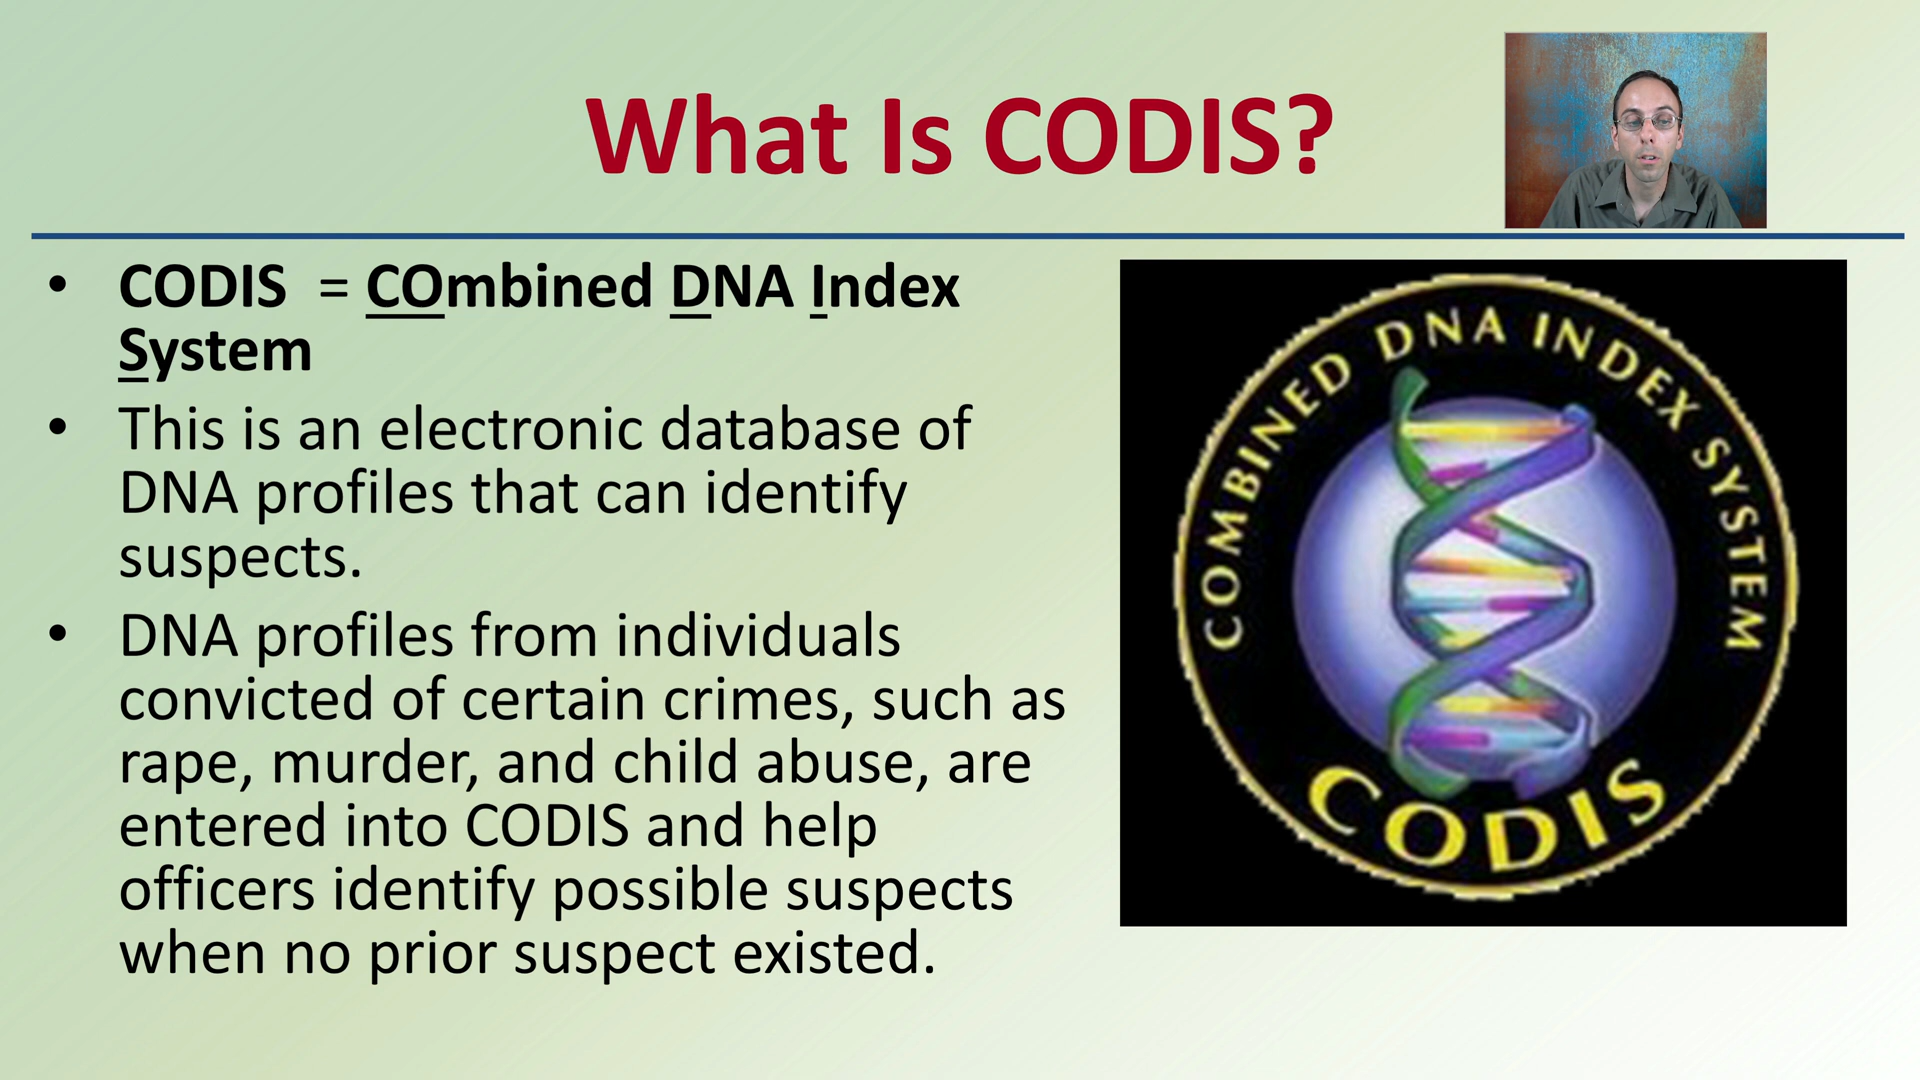 What Is CODIS?
• CODIS = COmbined DNA Index
System
• This is an electronic database of
DNA profiles that can identify
suspects.
• DNA profiles from individuals
convicted of certain crimes, such as
rape, murder, and child abuse, are
entered into CODIS and help
officers identify possible suspects
when no prior suspect existed.
COMBINED DNA INDEX SYSTEM
CODIS